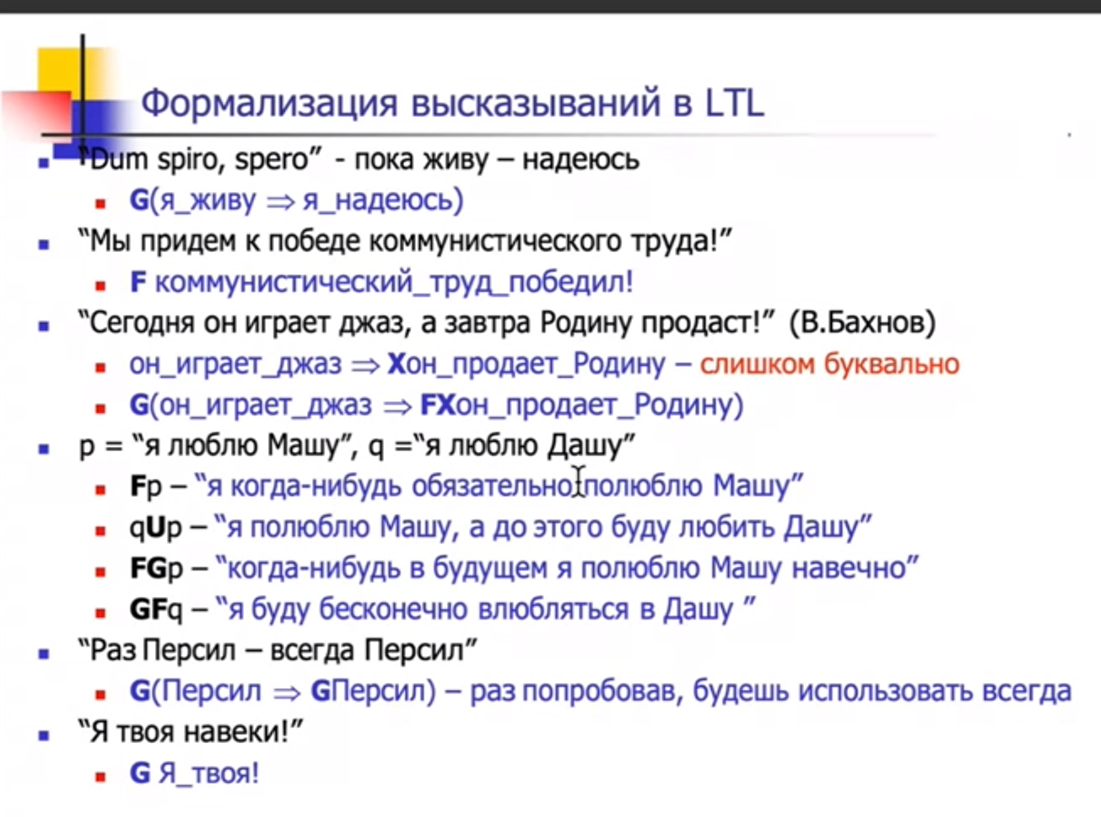 Формализация высказываний в LTL
“Dum spiro, spero” - пока живу – надеюсь
G(я_живу ⇒ я_надеюсь)
“Мы придем к победе коммунистического труда!”
F коммунистический_труд_победил!
“Сегодня он играет джаз, а завтра Родину продаст!” (В.Бахнов)
он_играет_джаз ⇒ Xон_продает_Родину – слишком буквально
G(он_играет_джаз ⇒ FXон_продает_Родину)
p = “я люблю Машу”, q =“я люблю Дашу”
Fp – “я когда-нибудь обязательно полюблю Машу”
qUp – “я полюблю Машу, а до этого буду любить Дашу”
FGp – “когда-нибудь в будущем я полюблю Машу навечно”
GFq – “я буду бесконечно влюбляться в Дашу ”
“Раз Персил – всегда Персил”
G(Персил ⇒ GПерсил) – раз попробовав, будешь использовать всегда
“Я твоя навеки!”
G Я_твоя!